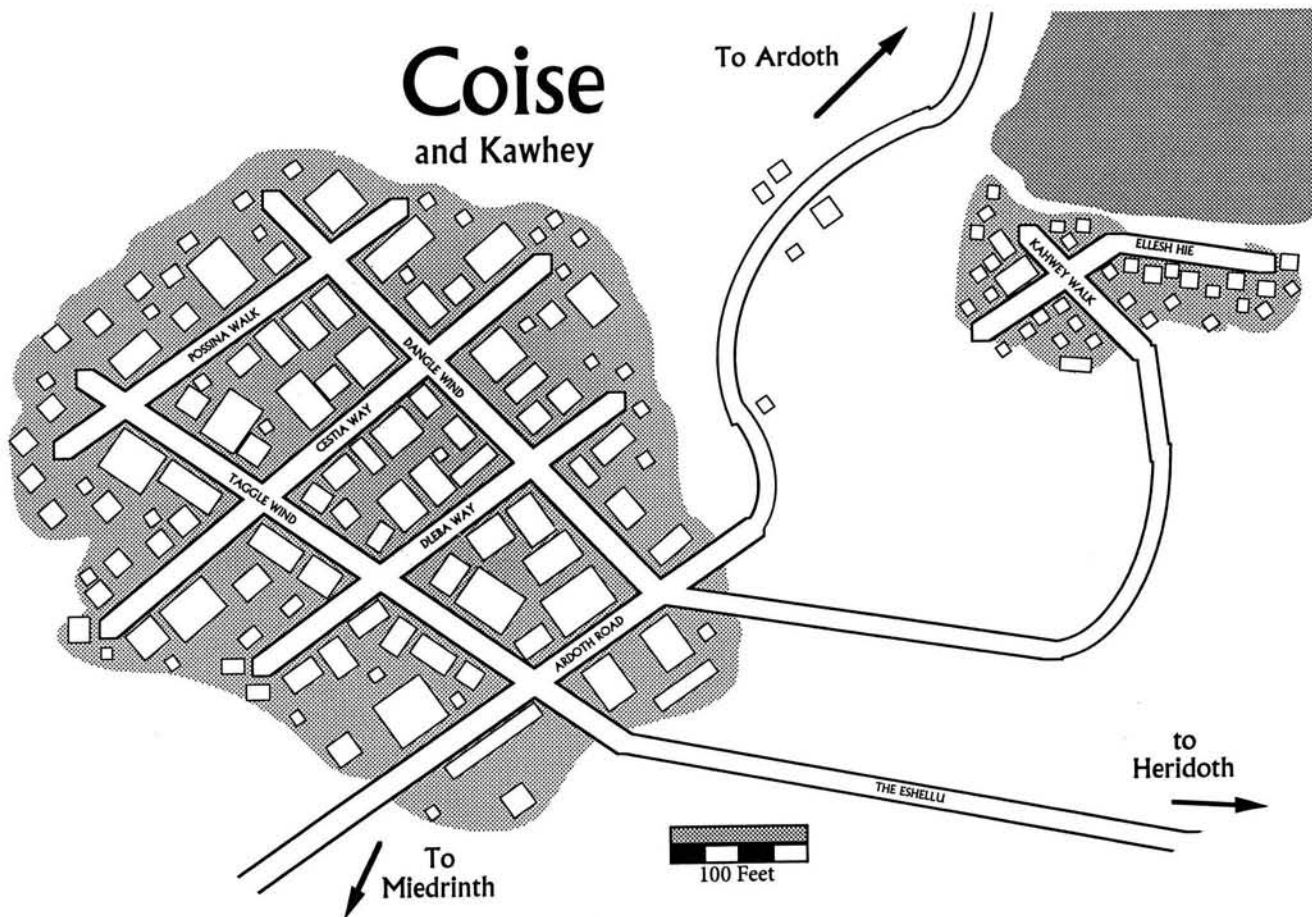 Coise
and Kawhey
To Ardoth
ELLESH HIE
KAHWEY WALK
POSSINA WALK
DANGLE WIND
CESTIA WAY
TAGGLE WIND
DLEBA WAY
ARDOTH ROAD
THE ESHELLU
to
Heridoth
To
Miedrinth
100 Feet